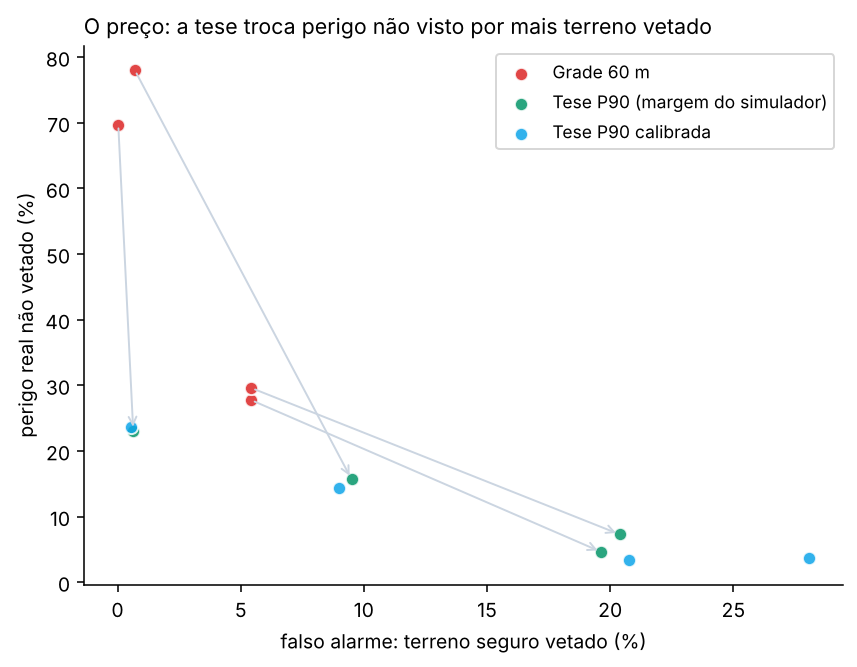 O preço: a tese troca perigo não visto por mais terreno vetado
Grade 60 m
Tese P90 (margem do simulador)
Tese P90 calibrada
perigo real não vetado (%)
80
70
60
50
40
30
20
10
0
0 5 10 15 20 25
falso alarme: terreno seguro vetado (%)